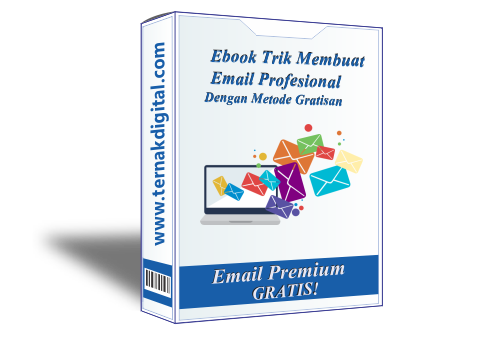 Ebook Trik Membuat
Email Profesional
Dengan Metode Gratisan
www.ternakdigital.com
Email Premium
GRATIS!